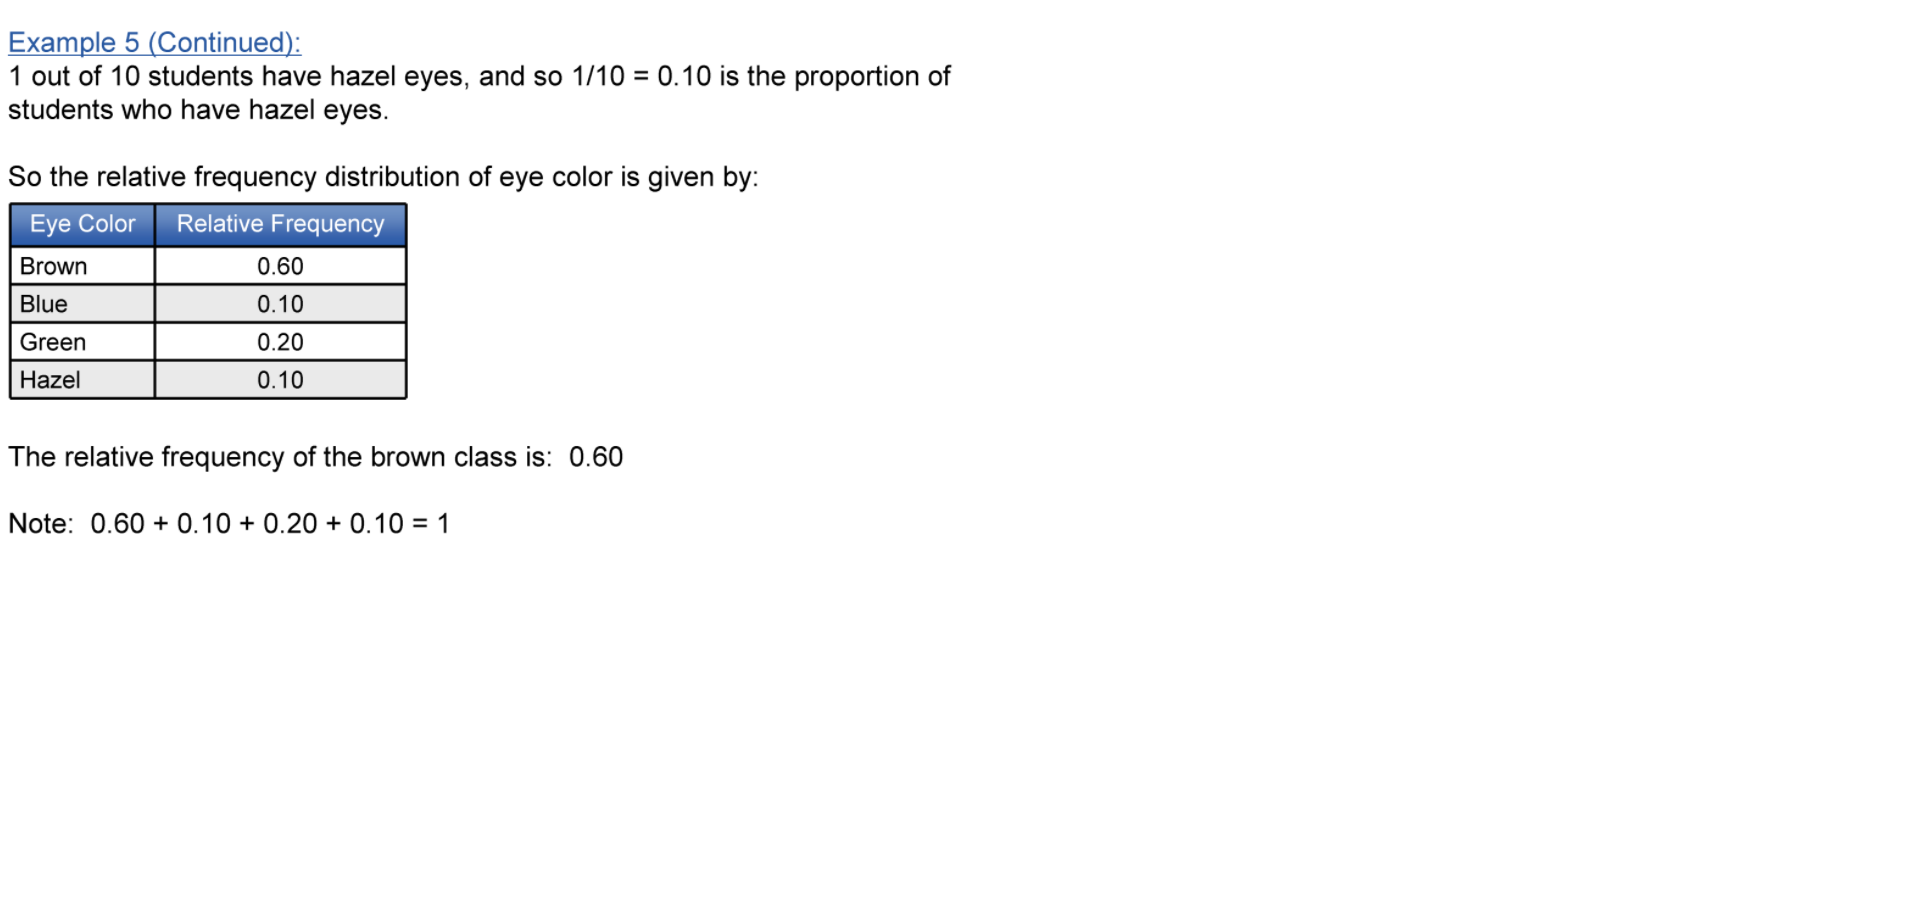 Example 5 (Continued):
1 out of 10 students have hazel eyes, and so 1/10 = 0.10 is the proportion of
students who have hazel eyes.
So the relative frequency distribution of eye color is given by:
Eye Color Relative Frequency
Brown 0.60
Blue 0.10
Green 0.20
Hazel 0.10
The relative frequency of the brown class is: 0.60
Note: 0.60 + 0.10 + 0.20 + 0.10 = 1